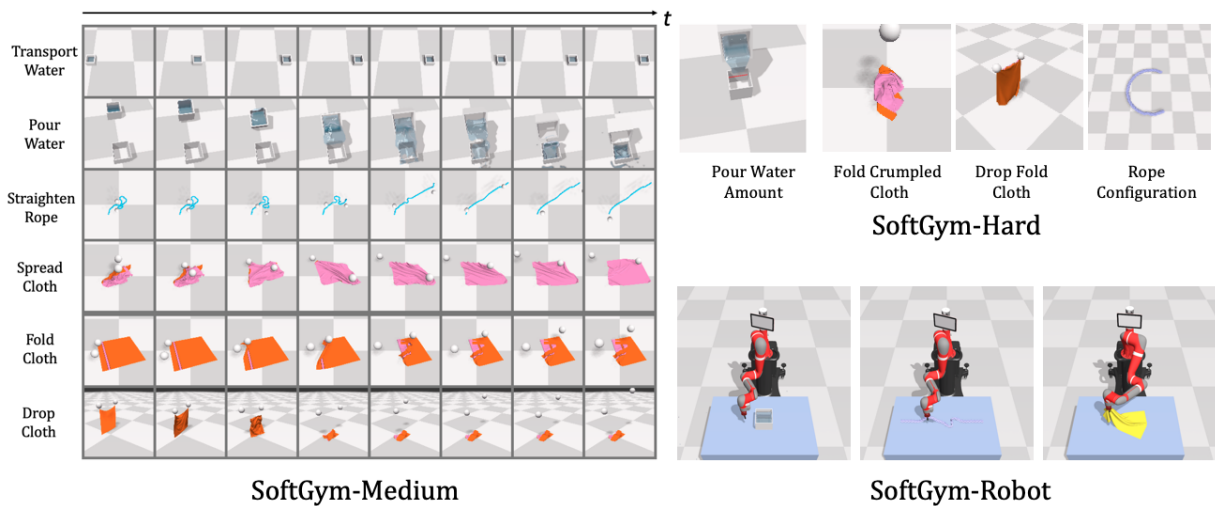 t
Transport
Water
Pour
Water
Straighten
Rope
Spread
Cloth
Fold
Cloth
Drop
Cloth
SoftGym-Medium
Pour Water
Amount
Fold Crumpled
Cloth
Drop Fold
Cloth
Rope
Configuration
SoftGym-Hard
SoftGym-Robot